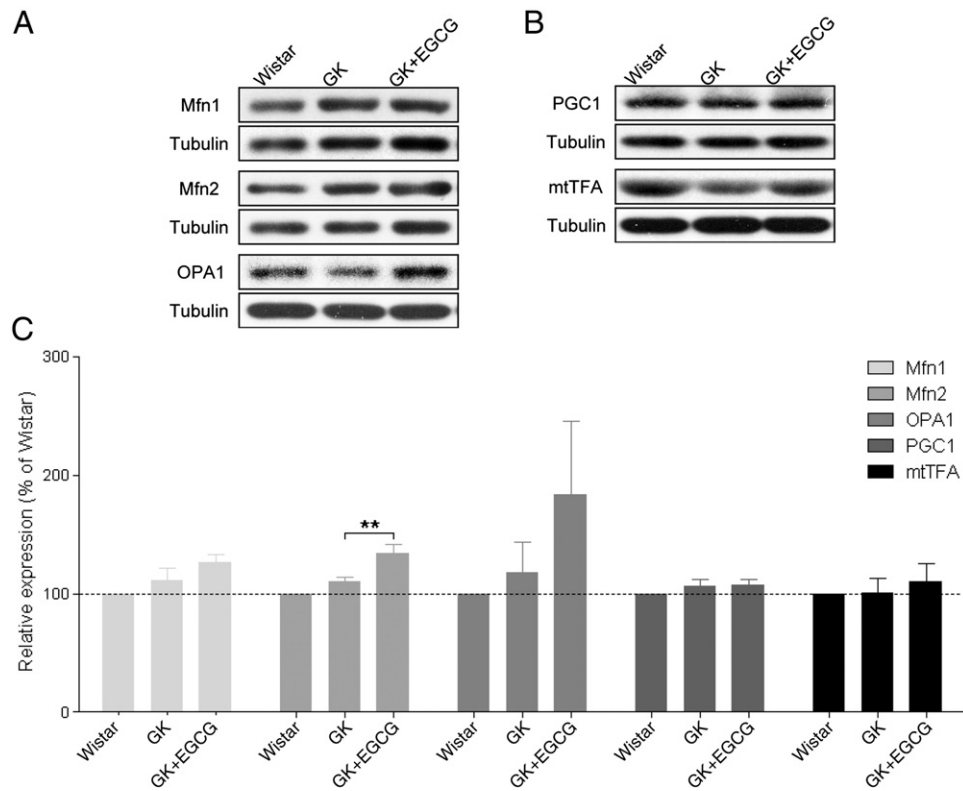 A
Wistar GK GK+EGCG
Mfn1
Tubulin
Mfn2
Tubulin
OPA1
Tubulin
B
Wistar GK GK+EGCG
PGC1
Tubulin
mtTFA
Tubulin
C
Relative expression (% of Wistar)
300
200
100
0
**
Mfn1
Mfn2
OPA1
PGC1
mtTFA
Wistar GK GK+EGCG Wistar GK GK+EGCG Wistar GK GK+EGCG Wistar GK GK+EGCG Wistar GK GK+EGCG